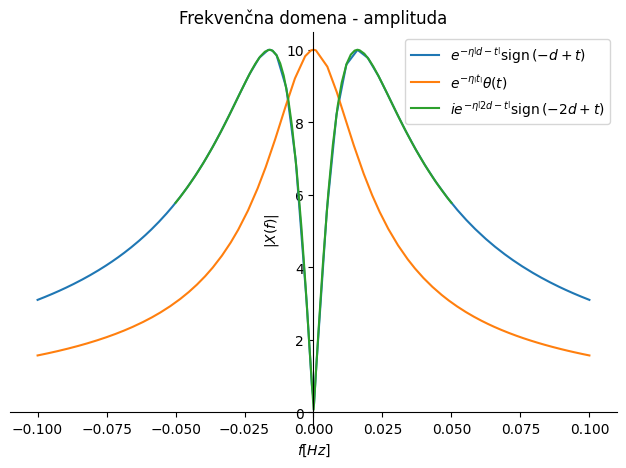 Frekvenčna domena - amplituda
e^{-η|d-t|}sign(-d+t)
e^{-η|t|}θ(t)
ie^{-η|2d-t|}sign(-2d+t)
|X(f)|
10
8
6
4
2
0
−0.100 −0.075 −0.050 −0.025 0.000 0.025 0.050 0.075 0.100
f[Hz]